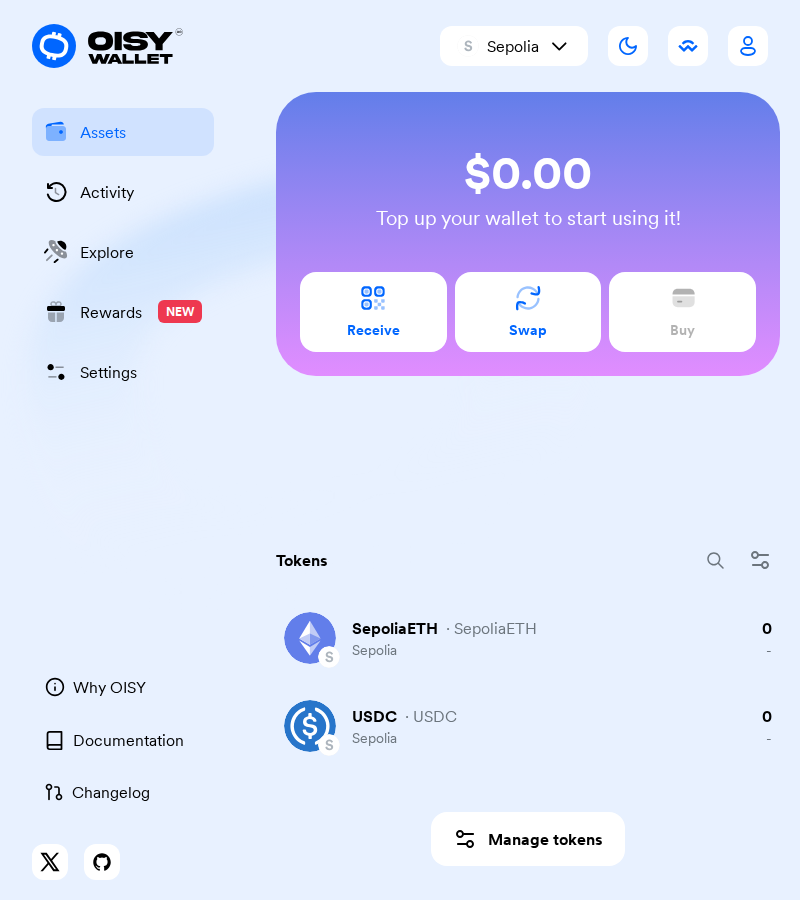 OISY
WALLET
S Sepolia
Assets
Activity
Explore
Rewards NEW
Settings
$0.00
Top up your wallet to start using it!
Receive
Swap
Buy
Tokens
SepoliaETH · SepoliaETH 0
Sepolia -
S
USDC · USDC 0
Sepolia -
S
Manage tokens
Why OISY
Documentation
Changelog